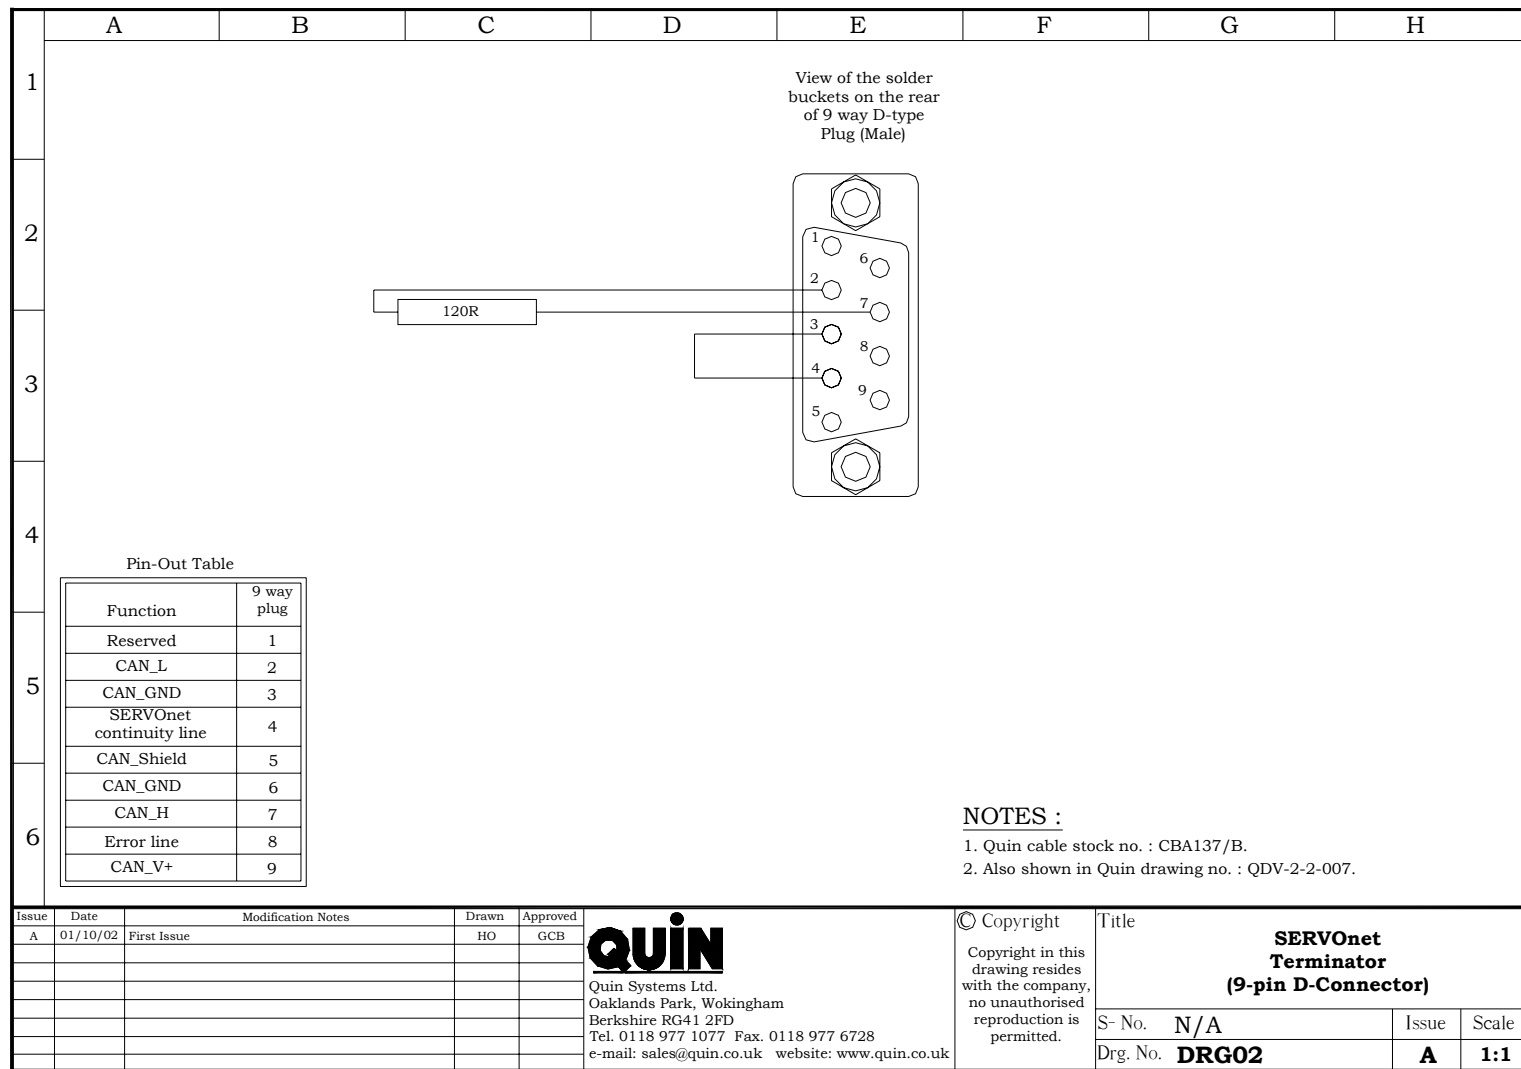 A B C D E F G H
1
2
3
4
5
6
View of the solder
buckets on the rear
of 9 way D-type
Plug (Male)
1
6
2
7
120R
3
8
4
9
5
Pin-Out Table
Function 9 way plug
Reserved 1
CAN_L 2
CAN_GND 3
SERVOnet
continuity line 4
CAN_Shield 5
CAN_GND 6
CAN_H 7
Error line 8
CAN_V+ 9
NOTES :
1. Quin cable stock no. : CBA137/B.
2. Also shown in Quin drawing no. : QDV-2-2-007.
Issue Date Modification Notes Drawn Approved
A 01/10/02 First Issue HO GCB
QUIN
Quin Systems Ltd.
Oaklands Park, Wokingham
Berkshire RG41 2FD
Tel. 0118 977 1077 Fax. 0118 977 6728
e-mail: sales@quin.co.uk website: www.quin.co.uk
© Copyright
Copyright in this
drawing resides
with the company,
no unauthorised
reproduction is
permitted.
Title
SERVOnet
Terminator
(9-pin D-Connector)
S- No. N/A
Issue Scale
Drg. No. DRG02
A 1:1